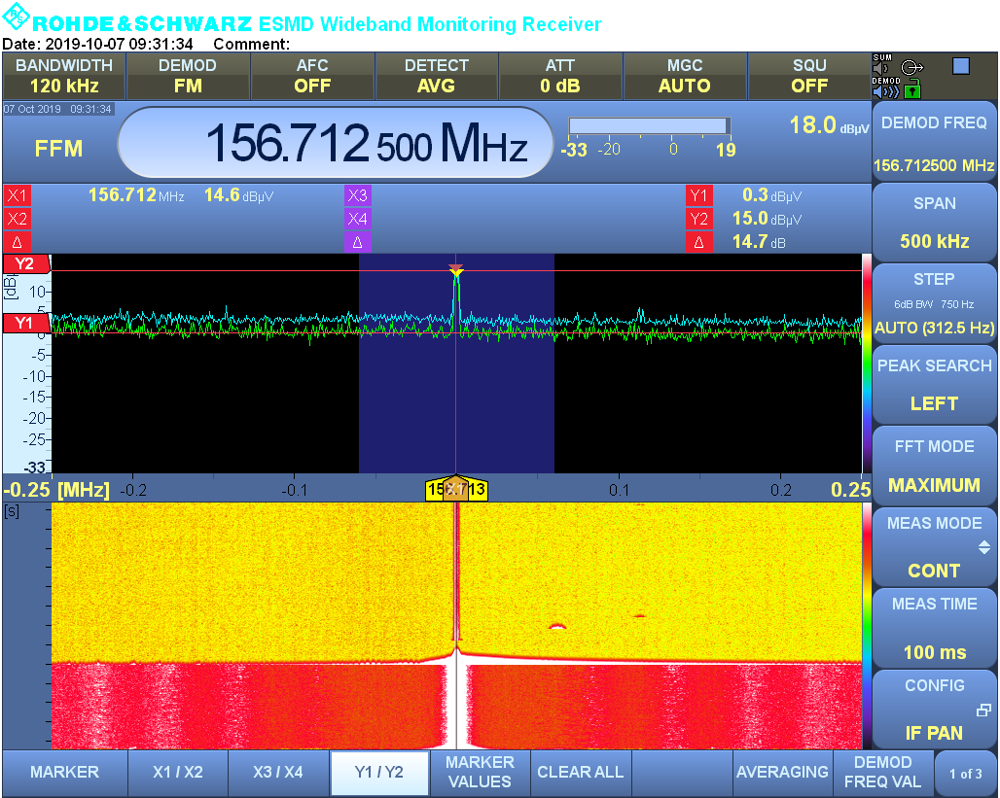 ROHDE & SCHWARZ ESMD Wideband Monitoring Receiver
Date: 2019-10-07 09:31:34 Comment:
BANDWIDTH DEMOD AFC DETECT ATT MGC SQU
120 kHz FM OFF AVG 0 dB AUTO OFF
SUM
DEMOD
07 Oct 2019 09:31:34
FFM
156.712 500 MHz
-33 -20 0 19
18.0 dBµV
DEMOD FREQ
156.712500 MHz
X1 156.712 MHz 14.6 dBµV X3 Y1 0.3 dBµV
X2 X4 Y2 15.0 dBµV
Δ Δ Δ 14.7 dB
SPAN
500 kHz
Y2
10
Y1
-5
-10
-15
-20
-25
-33
STEP
6dB BW 750 Hz
AUTO (312.5 Hz)
PEAK SEARCH
LEFT
FFT MODE
MAXIMUM
-0.25 [MHz] -0.2 -0.1 X1 0.1 0.2 0.25
[s]
MEAS MODE
CONT
MEAS TIME
100 ms
CONFIG
IF PAN
MARKER X1 / X2 X3 / X4 Y1 / Y2 MARKER VALUES CLEAR ALL AVERAGING DEMOD FREQ VAL 1 of 3